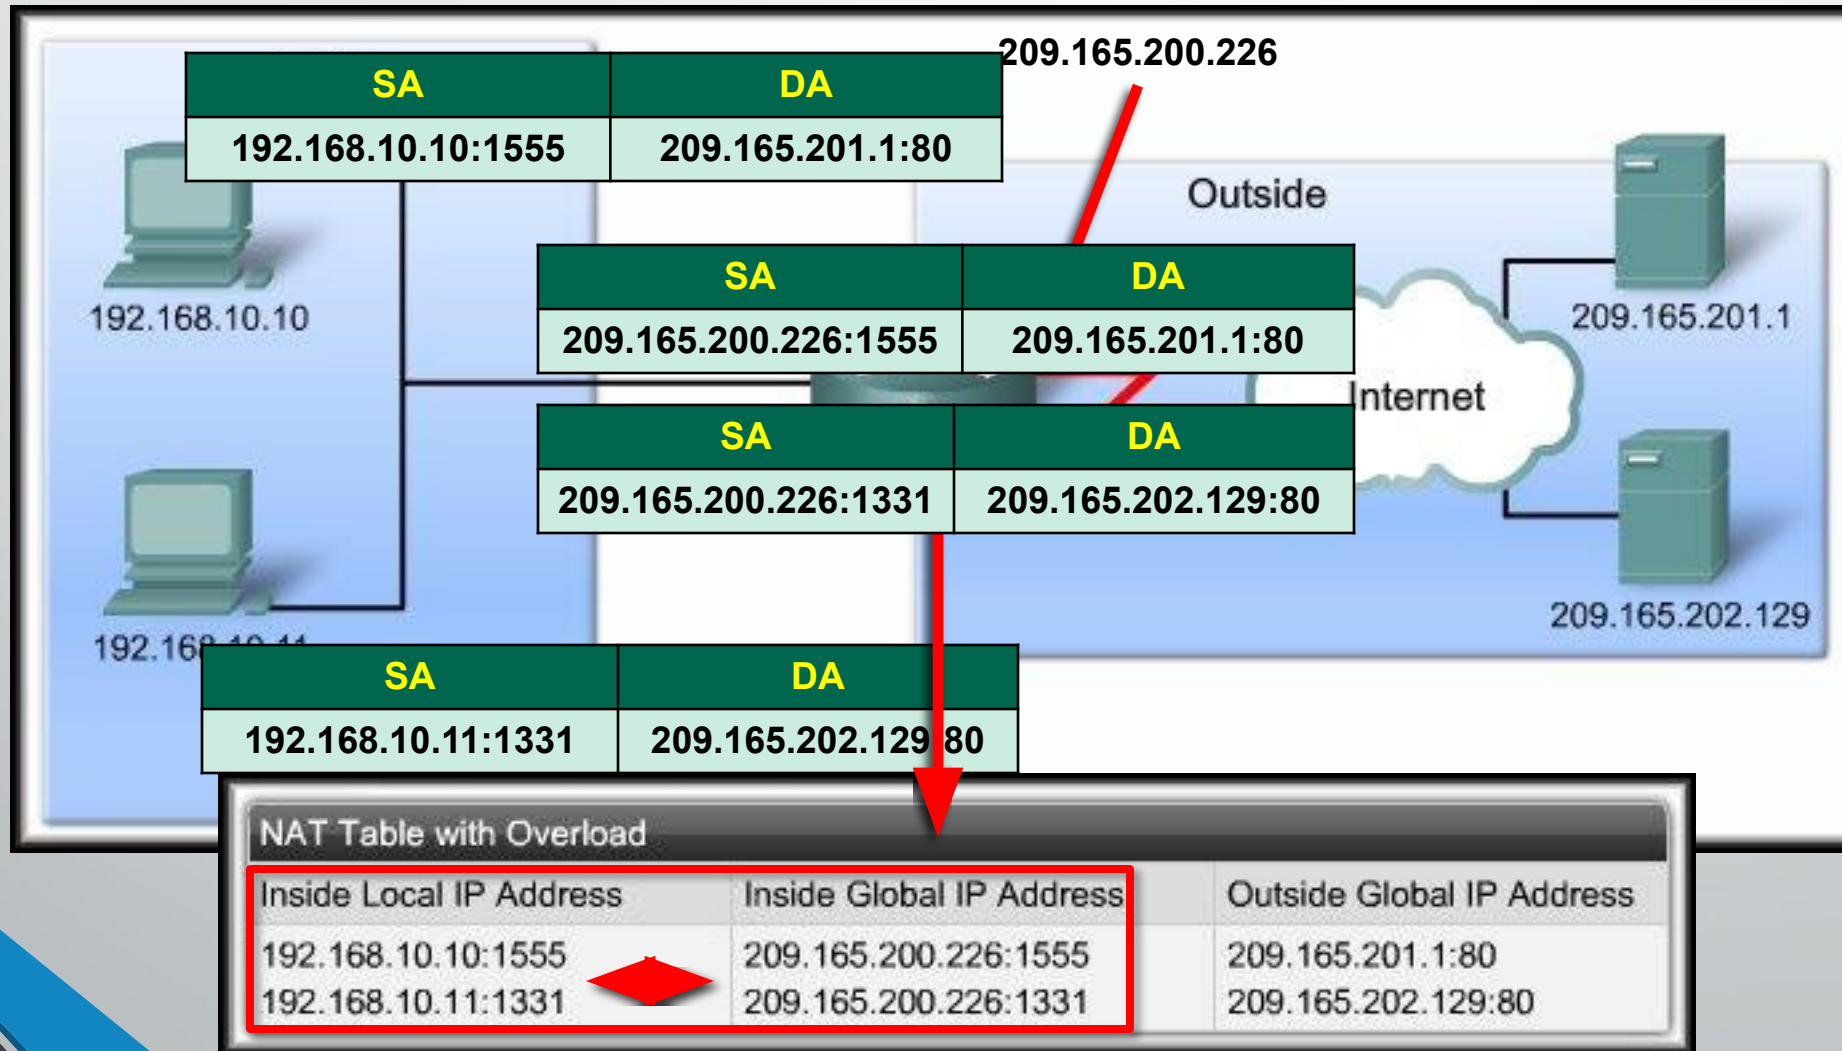 209.165.200.226
SA DA
192.168.10.10:1555 209.165.201.1:80
Outside
SA DA
209.165.200.226:1555 209.165.201.1:80
192.168.10.10
209.165.201.1
Internet
SA DA
209.165.200.226:1331 209.165.202.129:80
209.165.202.129
192.168.10.11
SA DA
192.168.10.11:1331 209.165.202.129:80
NAT Table with Overload
Inside Local IP Address Inside Global IP Address Outside Global IP Address
192.168.10.10:1555 209.165.200.226:1555 209.165.201.1:80
192.168.10.11:1331 209.165.200.226:1331 209.165.202.129:80